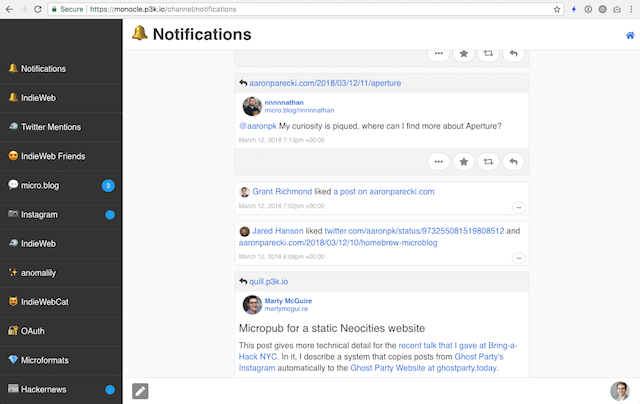 Secure https://monocle.p3k.io/channel/notifications
Notifications
Notifications
IndieWeb
Twitter Mentions
IndieWeb Friends
micro.blog 3
Instagram
IndieWeb
anomalily
IndieWebCat
OAuth
Microformats
Hackernews
aaronparecki.com/2018/03/12/11/aperture
nnnnnathan
micro.blog/nnnnnathan
@aaronpk My curiosity is piqued, where can I find more about Aperture?
March 12, 2018 7:13pm +00:00
Grant Richmond liked a post on aaronparecki.com
March 12, 2018 7:02pm +00:00
Jared Hanson liked twitter.com/aaronpk/status/973255081519808512 and
aaronparecki.com/2018/03/12/10/homebrew-microblog
March 12, 2018 8:08pm +00:00
quill.p3k.io
Marty McGuire
martymcgui.re
Micropub for a static Neocities website
This post gives more technical detail for the recent talk that I gave at Bring-a-
Hack NYC. In it, I describe a system that copies posts from Ghost Party's
Instagram automatically to the Ghost Party Website at ghostparty.today.